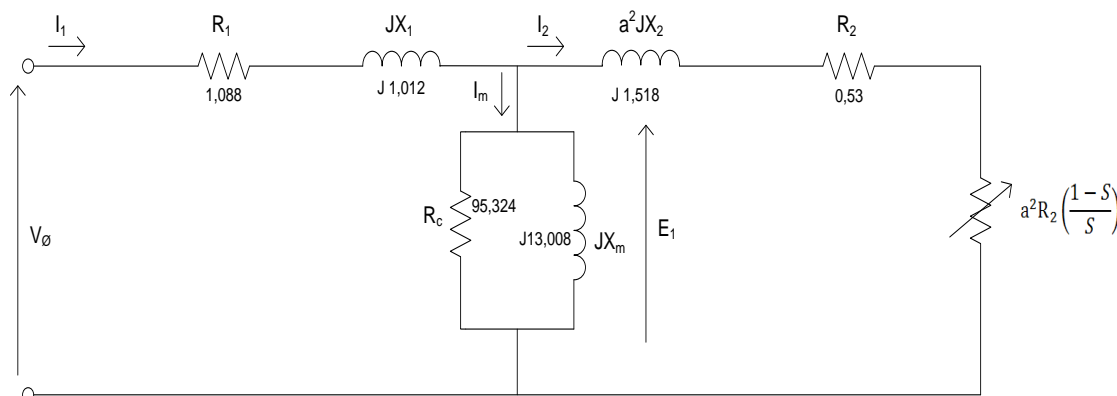 I1
R1
JX1
I2
a²JX2
R2
1,088
J 1,012
Im
J 1,518
0,53
VØ
Rc
95,324
J13,008
JXm
E1
a²R2(1−S/S)